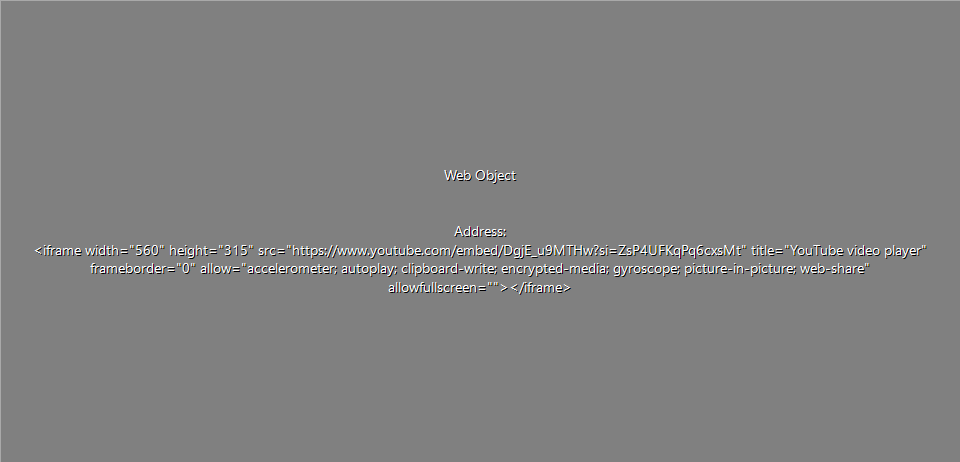 Web Object
Address:
<iframe width="560" height="315" src="https://www.youtube.com/embed/DgjE_u9MTHw?si=ZsP4UFKqPq6cxsMt" title="YouTube video player"
frameborder="0" allow="accelerometer; autoplay; clipboard-write; encrypted-media; gyroscope; picture-in-picture; web-share"
allowfullscreen=""></iframe>